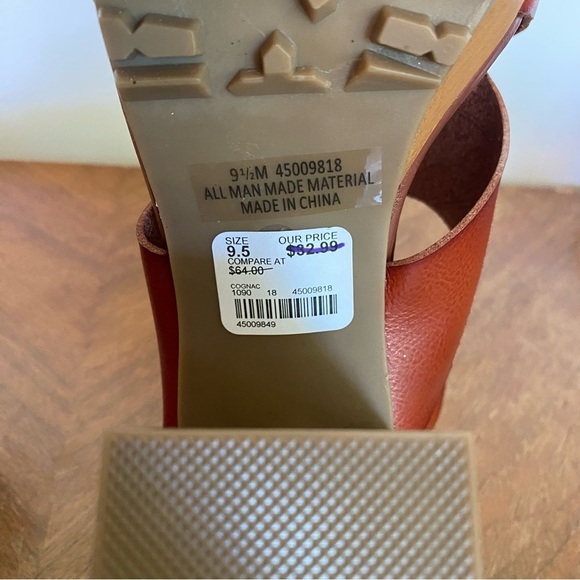 9½M 45009818
ALL MAN MADE MATERIAL
MADE IN CHINA
SIZE OUR PRICE
9.5 $32.99
COMPARE AT
$64.00
COGNAC
1090 18 45009818
45009849